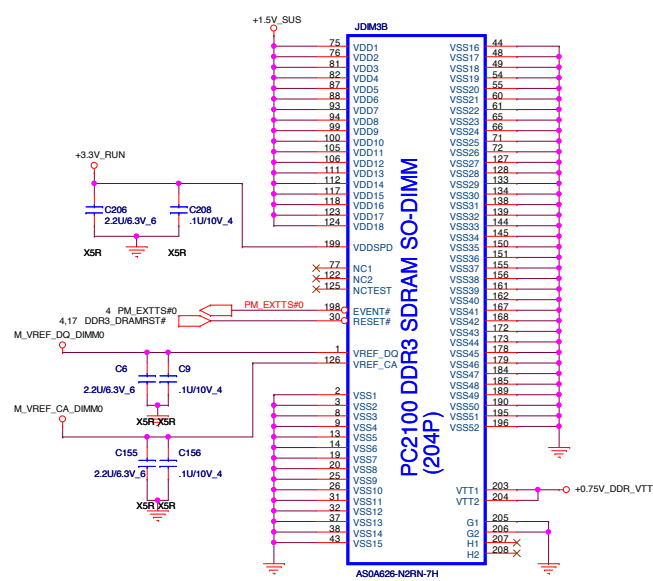 +1.5V_SUS
JDIM3B
75 VDD1 VSS16 44
76 VDD2 VSS17 48
81 VDD3 VSS18 49
82 VDD4 VSS19 54
87 VDD5 VSS20 55
88 VDD6 VSS21 60
93 VDD7 VSS22 61
94 VDD8 VSS23 65
99 VDD9 VSS24 66
100 VDD10 VSS25 71
105 VDD11 VSS26 72
106 VDD12 VSS27 127
111 VDD13 VSS28 128
112 VDD14 VSS29 133
117 VDD15 VSS30 134
118 VDD16 VSS31 138
123 VDD17 VSS32 139
124 VDD18 VSS33 144
VSS34 145
199 VDDSPD VSS35 150
VSS36 151
77 NC1 VSS37 155
122 NC2 VSS38 156
125 NCTEST VSS39 161
VSS40 162
198 EVENT# VSS41 167
30 RESET# VSS42 168
VSS43 172
VSS44 173
1 VREF_DQ VSS45 178
126 VREF_CA VSS46 179
VSS47 184
VSS48 185
2 VSS1 VSS49 189
3 VSS2 VSS50 190
8 VSS3 VSS51 195
9 VSS4 VSS52 196
13 VSS5
14 VSS6
19 VSS7
20 VSS8
25 VSS9
26 VSS10 VTT1 203
31 VSS11 VTT2 204
32 VSS12
37 VSS13 G1 205
38 VSS14 G2 206
43 VSS15 H1 207
H2 208
PC2100 DDR3 SDRAM SO-DIMM
(204P)
AS0A626-N2RN-7H
+0.75V_DDR_VTT
+3.3V_RUN
C206
2.2U/6.3V_6
C208
.1U/10V_4
X5R
X5R
4 PM_EXTTS#0
PM_EXTTS#0
4,17 DDR3_DRAMRST#
M_VREF_DQ_DIMM0
C6
2.2U/6.3V_6
C9
.1U/10V_4
X5R
X5R
M_VREF_CA_DIMM0
C155
2.2U/6.3V_6
C156
.1U/10V_4
X5R
X5R